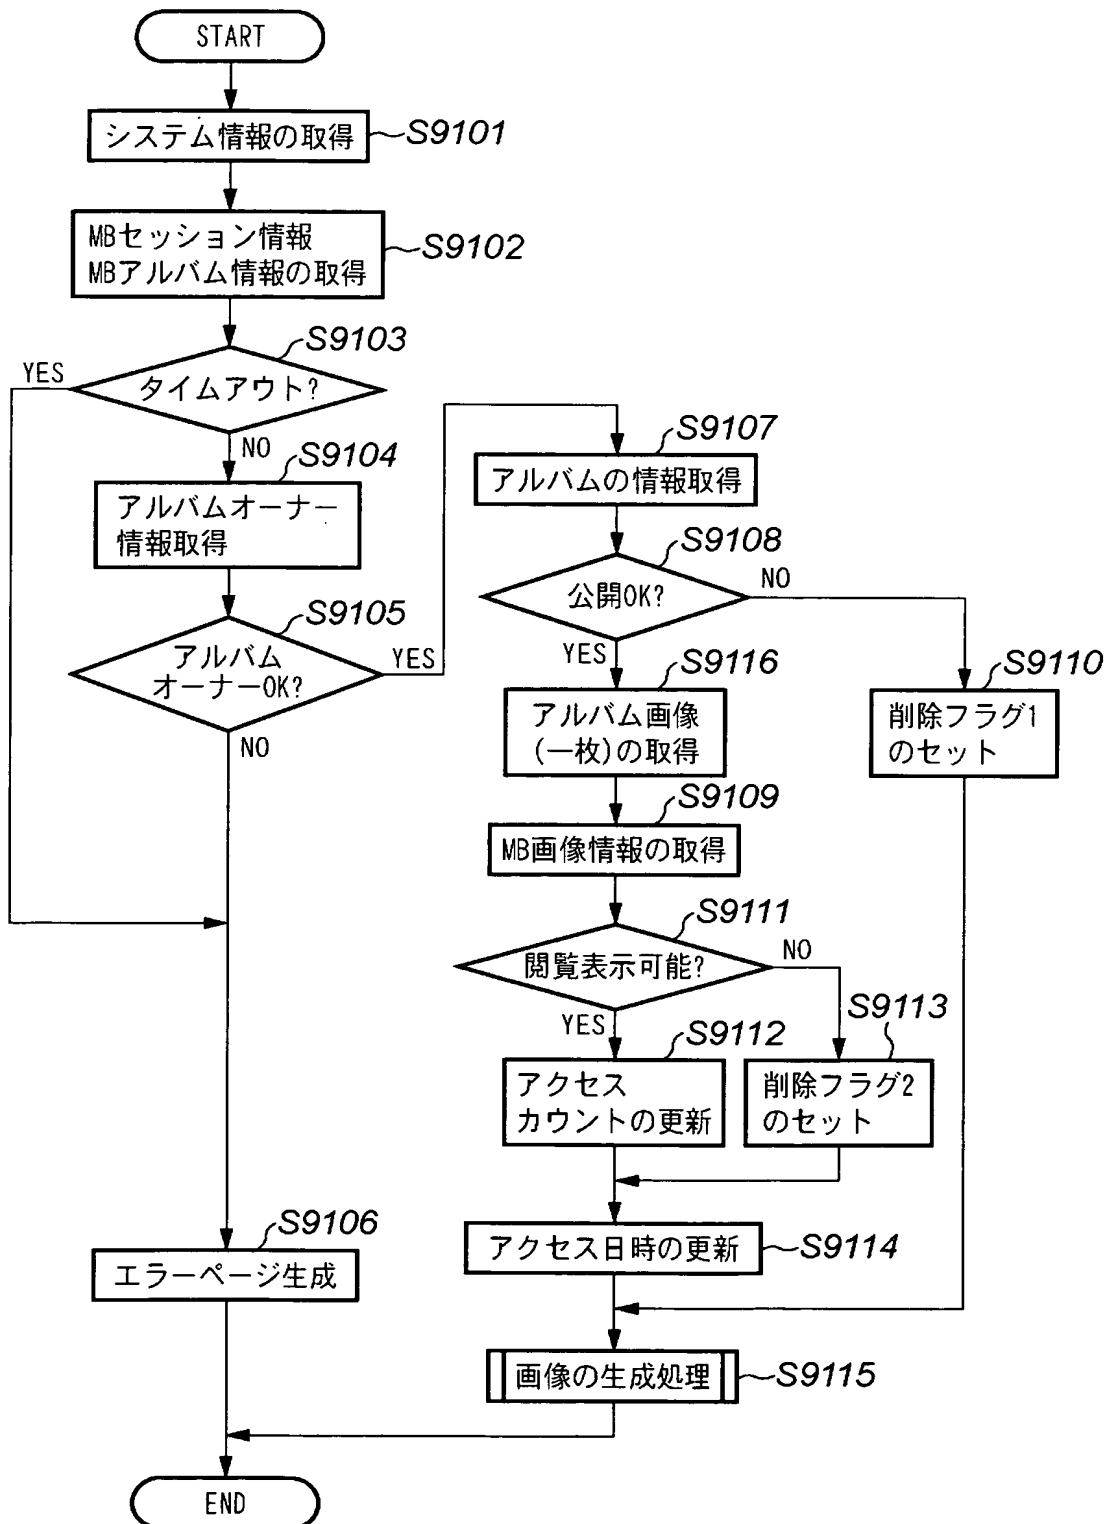 START
システム情報の取得
S9101
MBセッション情報
MBアルバム情報の取得
S9102
S9103
YES
タイムアウト?
NO
S9104
アルバムオーナー
情報取得
S9105
アルバム
オーナーOK?
YES
NO
S9107
アルバムの情報取得
S9108
公開OK?
NO
YES
S9116
アルバム画像
(一枚)の取得
S9110
削除フラグ1
のセット
S9109
MB画像情報の取得
S9111
閲覧表示可能?
NO
YES
S9112
アクセス
カウントの更新
S9113
削除フラグ2
のセット
S9106
エラーページ生成
アクセス日時の更新
S9114
画像の生成処理
S9115
END